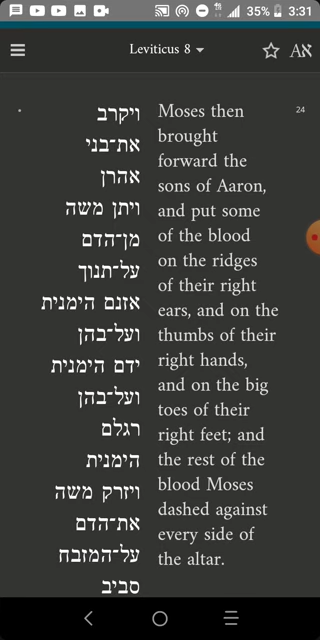 35% 3:31
Leviticus 8
Aא
24
ויקרב
את־בני
אהרן
ויתן משה
מן־הדם
על־תנוך
אזנם הימנית
ועל־בהן
ידם הימנית
ועל־בהן
רגלם
הימנית
ויזרק משה
את־הדם
על־המזבח
סביב
Moses then
brought
forward the
sons of Aaron,
and put some
of the blood
on the ridges
of their right
ears, and on the
thumbs of their
right hands,
and on the big
toes of their
right feet; and
the rest of the
blood Moses
dashed against
every side of
the altar.